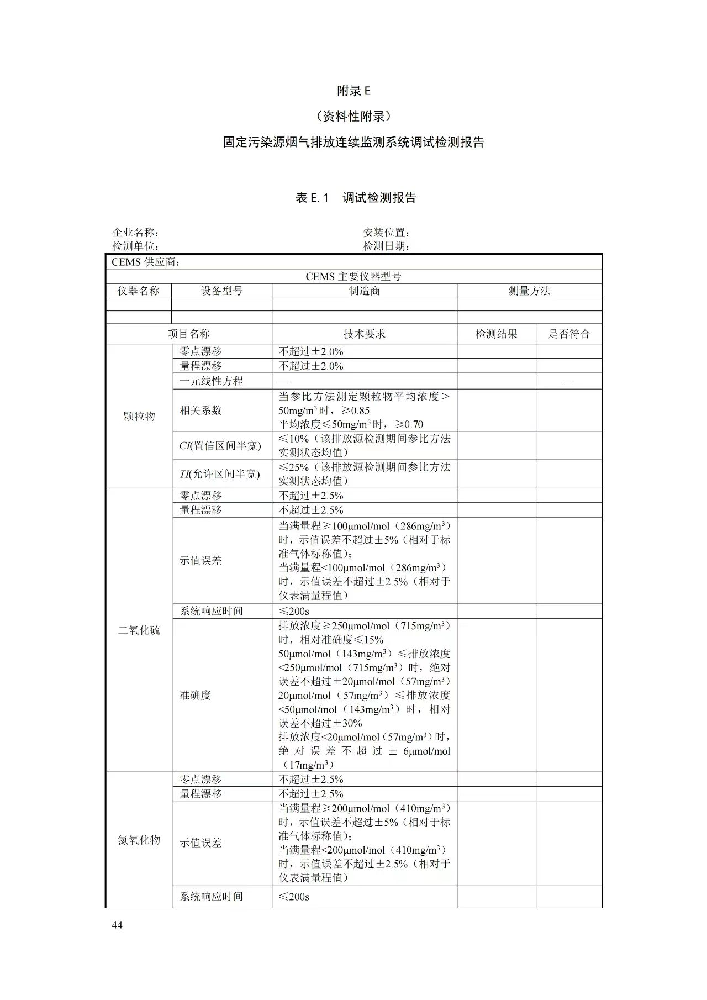 附录 E
（资料性附录）
固定污染源烟气排放连续监测系统调试检测报告
表 E.1 调试检测报告
企业名称： 安装位置：
检测单位： 检测日期：
CEMS 供应商：
CEMS 主要仪器型号
仪器名称 设备型号 制造商 测量方法
项目名称 技术要求 检测结果 是否符合
颗粒物
零点漂移 不超过±2.0%
量程漂移 不超过±2.0%
一元线性方程 — —
相关系数
当参比方法测定颗粒物平均浓度＞
50mg/m³时，≥0.85
平均浓度≤50mg/m³时，≥0.70
CI(置信区间半宽)
≤10%（该排放源检测期间参比方法
实测状态均值）
TI(允许区间半宽)
≤25%（该排放源检测期间参比方法
实测状态均值）
二氧化硫
零点漂移 不超过±2.5%
量程漂移 不超过±2.5%
示值误差
当满量程≥100μmol/mol（286mg/m³）
时，示值误差不超过±5%（相对于标
准气体标称值）；
当满量程<100μmol/mol（286mg/m³）
时，示值误差不超过±2.5%（相对于
仪表满量程值）
系统响应时间 ≤200s
准确度
排放浓度≥250μmol/mol（715mg/m³）
时，相对准确度≤15%
50μmol/mol（143mg/m³）≤排放浓度
<250μmol/mol（715mg/m³）时，绝对
误差不超过±20μmol/mol（57mg/m³）
20μmol/mol（57mg/m³）≤排放浓度
<50μmol/mol（143mg/m³）时，相对
误差不超过±30%
排放浓度<20μmol/mol（57mg/m³）时，
绝对误差不超过±6μmol/mol
（17mg/m³）
氮氧化物
零点漂移 不超过±2.5%
量程漂移 不超过±2.5%
示值误差
当满量程≥200μmol/mol（410mg/m³）
时，示值误差不超过±5%（相对于标
准气体标称值）；
当满量程<200μmol/mol（410mg/m³）
时，示值误差不超过±2.5%（相对于
仪表满量程值）
系统响应时间 ≤200s
44